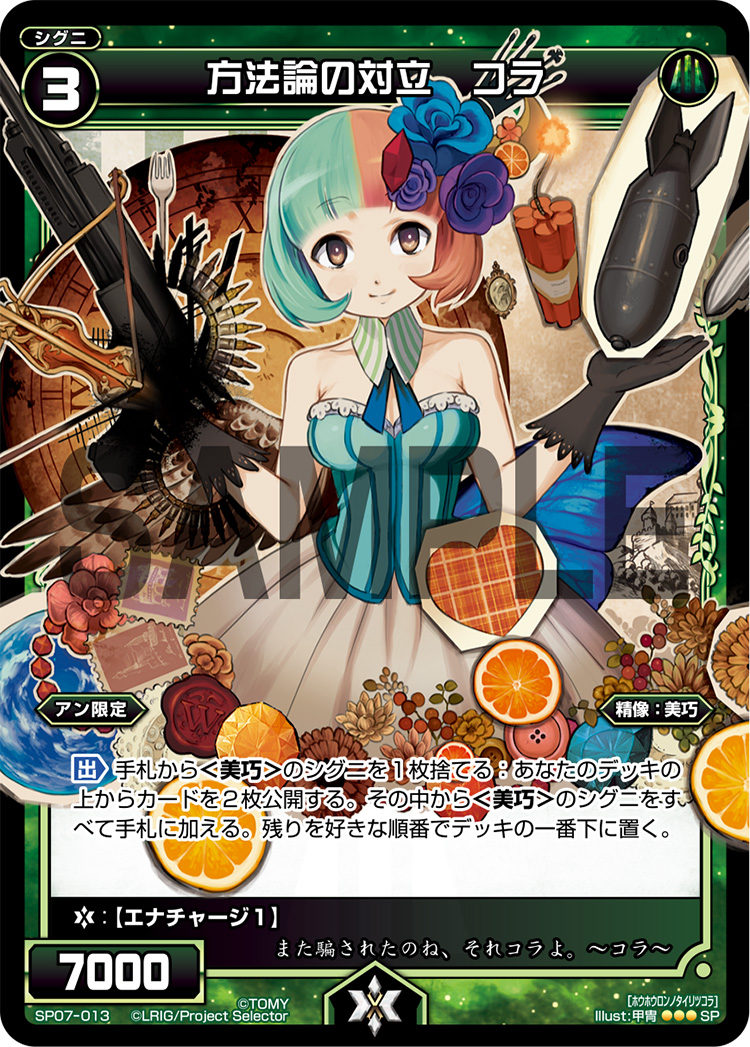 シグニ
3
方法論の対立 コラ
SAMPLE
W
アン限定
精像:美巧
出 手札から<美巧>のシグニを1枚捨てる:あなたのデッキの
上からカードを2枚公開する。その中から<美巧>のシグニをす
べて手札に加える。残りを好きな順番でデッキの一番下に置く。
:【エナチャージ1】
また騙されたのね、それコラよ。～コラ～
7000
SP07-013
©TOMY
©LRIG/Project Selector
[ホウホウロンノタイリツコラ]
Illust:甲冑
SP